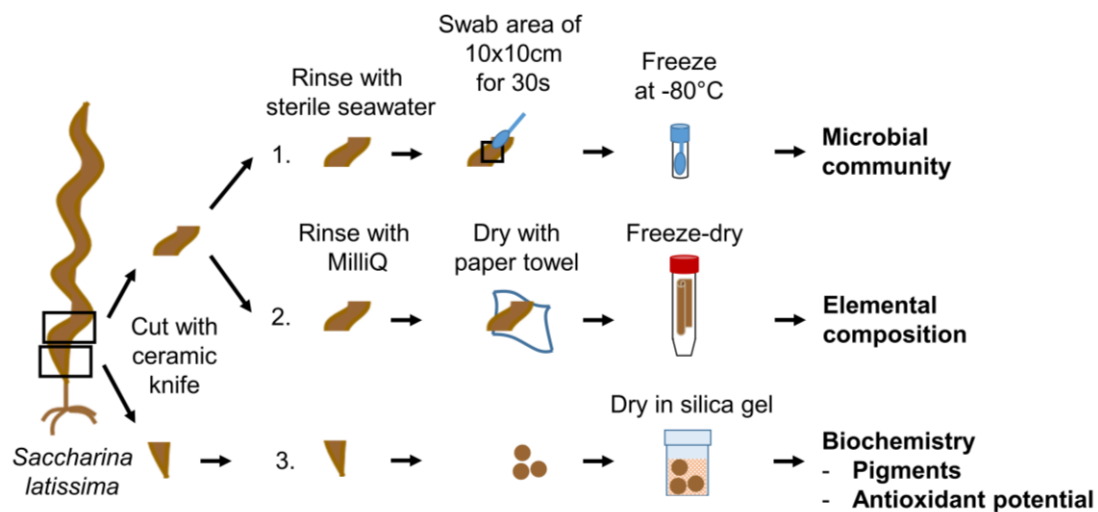 Swab area of
10x10cm
for 30s
Rinse with
sterile seawater
Freeze
at -80°C
1.
Microbial
community
Rinse with
MilliQ
Dry with
paper towel
Freeze-dry
2.
Cut with
ceramic
knife
Elemental
composition
Dry in silica gel
Saccharina
latissima
3.
Biochemistry
- Pigments
- Antioxidant potential